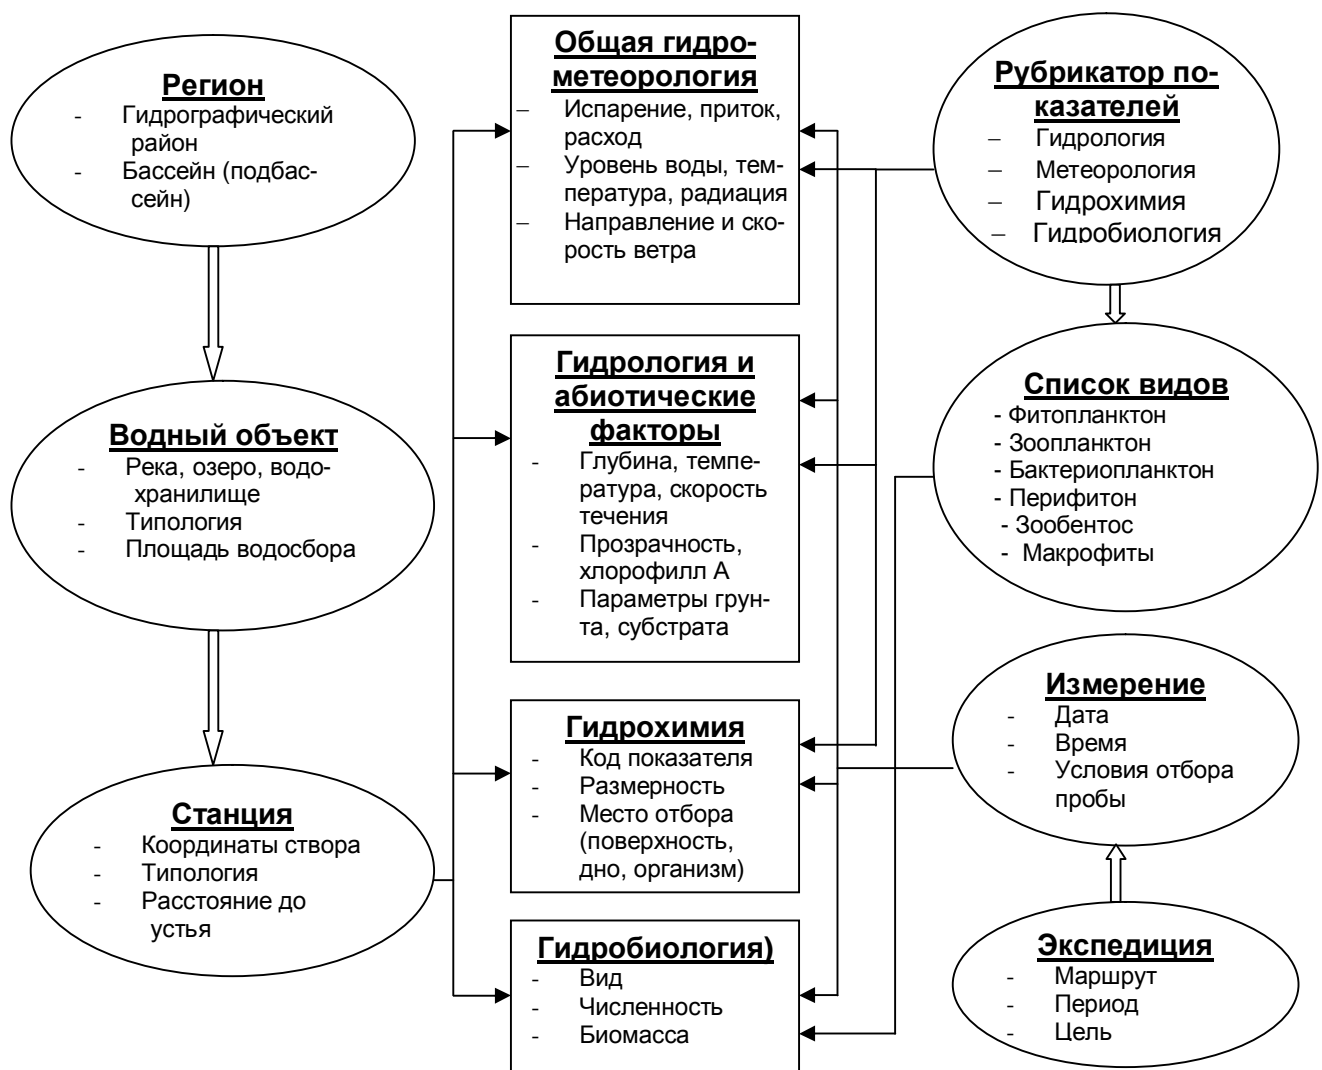 Регион
- Гидрографический
район
- Бассейн (подбас-
сейн)
Водный объект
- Река, озеро, водо-
хранилище
- Типология
- Площадь водосбора
Станция
- Координаты створа
- Типология
- Расстояние до
устья
Общая гидро-
метеорология
– Испарение, приток,
расход
– Уровень воды, тем-
пература, радиация
– Направление и ско-
рость ветра
Гидрология и
абиотические
факторы
- Глубина, темпе-
ратура, скорость
течения
- Прозрачность,
хлорофилл А
- Параметры грун-
та, субстрата
Гидрохимия
- Код показателя
- Размерность
- Место отбора
(поверхность,
дно, организм)
Гидробиология)
- Вид
- Численность
- Биомасса
Рубрикатор по-
казателей
– Гидрология
– Метеорология
– Гидрохимия
– Гидробиология
Список видов
- Фитопланктон
- Зоопланктон
- Бактериопланктон
- Перифитон
- Зообентос
- Макрофиты
Измерение
- Дата
- Время
- Условия отбора
пробы
Экспедиция
- Маршрут
- Период
- Цель